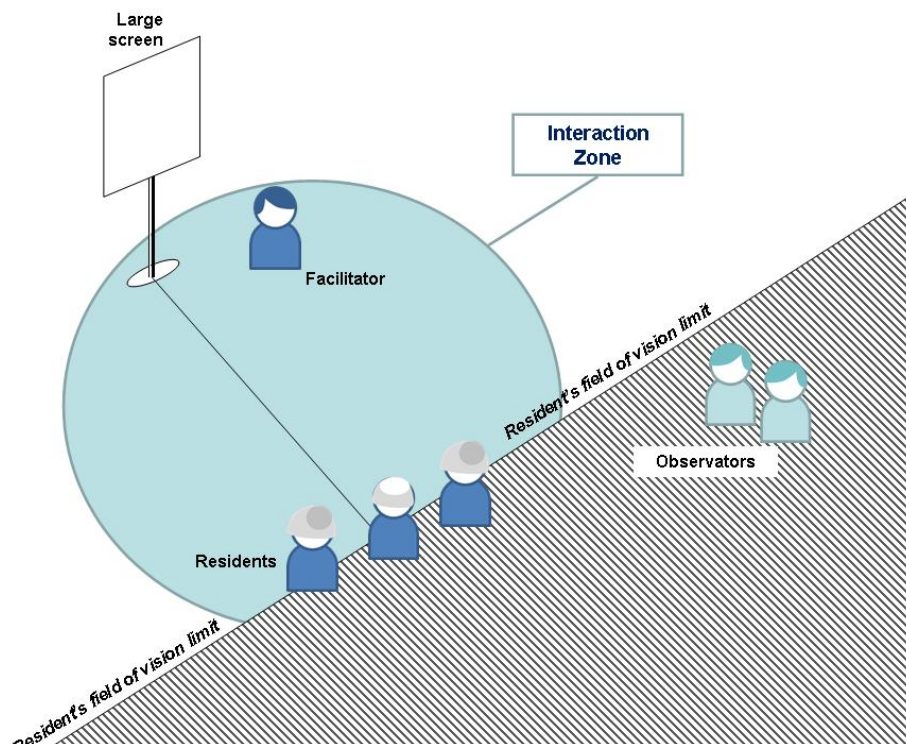 Large
screen
Interaction
Zone
Facilitator
Resident's field of vision limit
Observators
Residents
Resident's field of vision limit